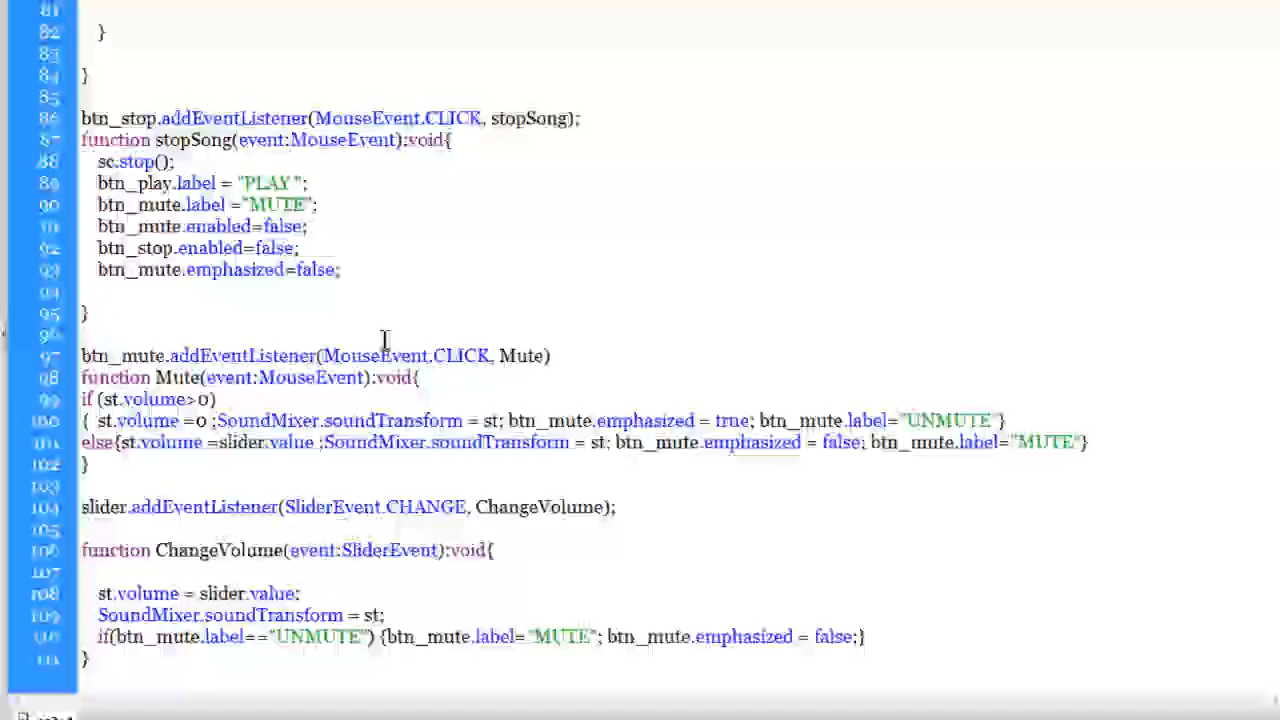 81
82 }
83
84 }
85
86 btn_stop.addEventListener(MouseEvent.CLICK, stopSong);
87 function stopSong(event:MouseEvent):void{
88 sc.stop();
89 btn_play.label = "PLAY ";
90 btn_mute.label ="MUTE";
91 btn_mute.enabled=false;
92 btn_stop.enabled=false;
93 btn_mute.emphasized=false;
94
95 }
96
97 btn_mute.addEventListener(MouseEvent.CLICK, Mute)
98 function Mute(event:MouseEvent):void{
99 if (st.volume>0)
100 { st.volume =0 ;SoundMixer.soundTransform = st; btn_mute.emphasized = true; btn_mute.label="UNMUTE"}
101 else{st.volume =slider.value ;SoundMixer.soundTransform = st; btn_mute.emphasized = false; btn_mute.label="MUTE"}
102 }
103
104 slider.addEventListener(SliderEvent.CHANGE, ChangeVolume);
105
106 function ChangeVolume(event:SliderEvent):void{
107
108 st.volume = slider.value;
109 SoundMixer.soundTransform = st;
110 if(btn_mute.label=="UNMUTE") {btn_mute.label="MUTE"; btn_mute.emphasized = false;}
111 }